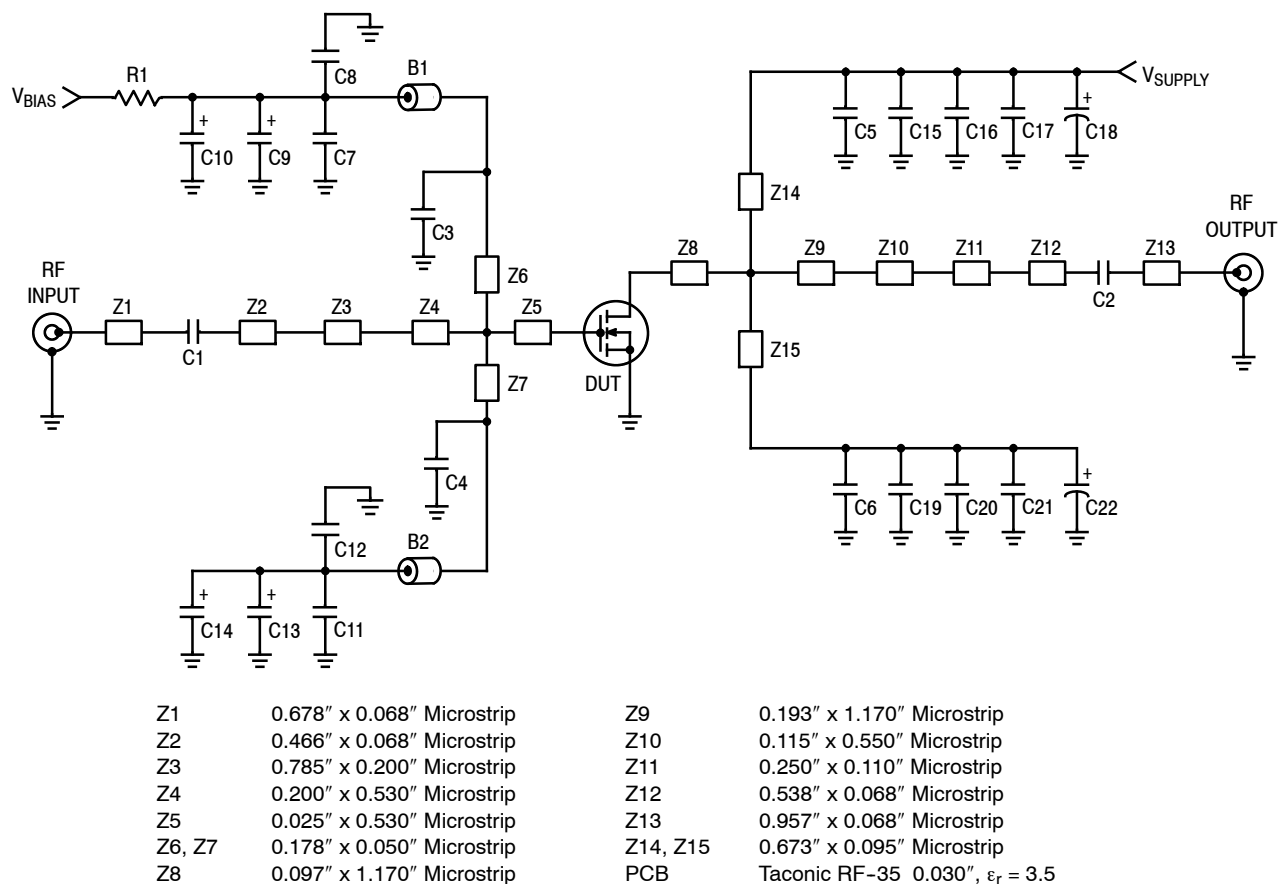 V_BIAS
R1
C8
B1
+
C10
+
C9
C7
C3
Z6
RF
INPUT
Z1
C1
Z2
Z3
Z4
Z5
Z7
DUT
C4
C12
B2
+
C14
+
C13
C11
V_SUPPLY
C5
C15
C16
C17
+
C18
Z14
Z8
Z9
Z10
Z11
Z12
C2
Z13
RF
OUTPUT
Z15
C6
C19
C20
C21
+
C22
Z1 0.678″ x 0.068″ Microstrip
Z2 0.466″ x 0.068″ Microstrip
Z3 0.785″ x 0.200″ Microstrip
Z4 0.200″ x 0.530″ Microstrip
Z5 0.025″ x 0.530″ Microstrip
Z6, Z7 0.178″ x 0.050″ Microstrip
Z8 0.097″ x 1.170″ Microstrip
Z9 0.193″ x 1.170″ Microstrip
Z10 0.115″ x 0.550″ Microstrip
Z11 0.250″ x 0.110″ Microstrip
Z12 0.538″ x 0.068″ Microstrip
Z13 0.957″ x 0.068″ Microstrip
Z14, Z15 0.673″ x 0.095″ Microstrip
PCB Taconic RF-35 0.030″, εr = 3.5